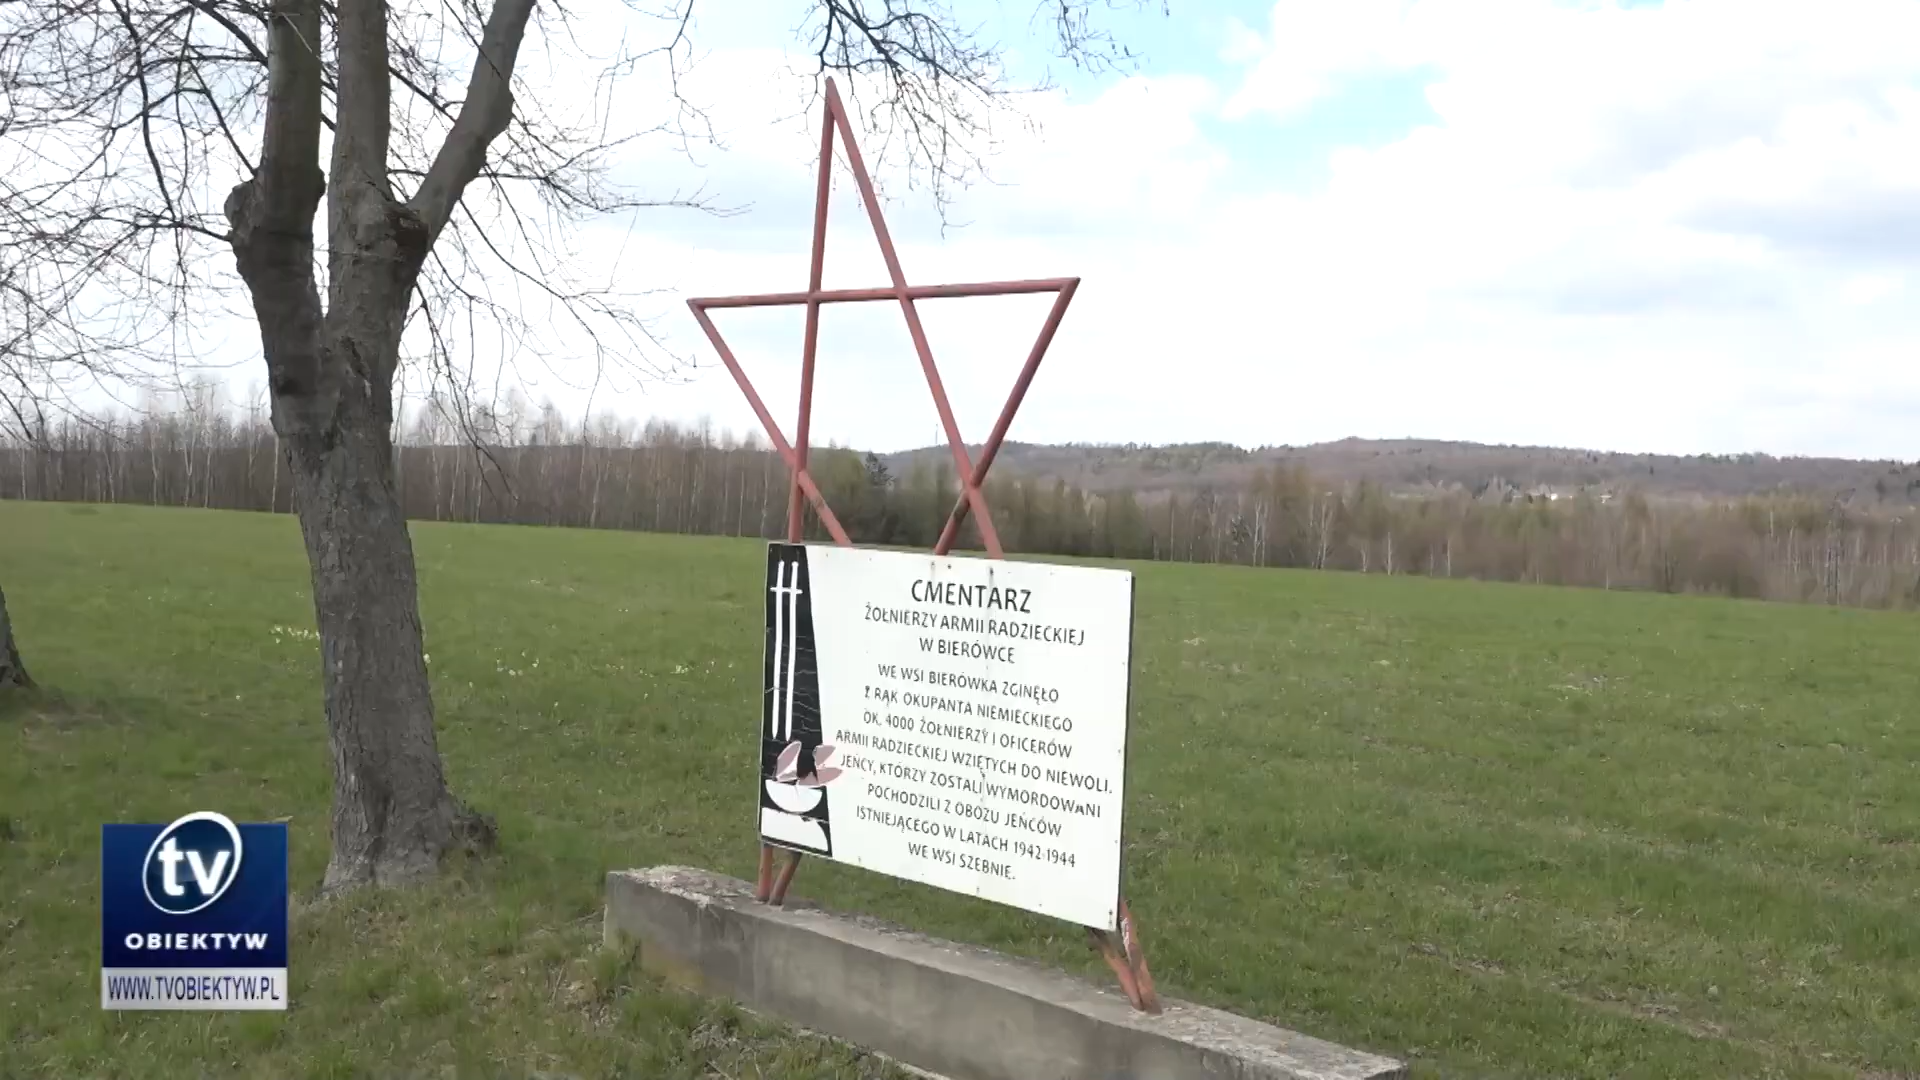 CMENTARZ
ŻOŁNIERZY ARMII RADZIECKIEJ
W BIERÓWCE
WE WSI BIERÓWKA ZGINĘŁO
Z RĄK OKUPANTA NIEMIECKIEGO
OK. 4000 ŻOŁNIERZY I OFICERÓW
ARMII RADZIECKIEJ WZIĘTYCH DO NIEWOLI.
JEŃCY, KTÓRZY ZOSTALI WYMORDOWANI
POCHODZILI Z OBOZU JEŃCÓW
ISTNIEJĄCEGO W LATACH 1942-1944
WE WSI SZEBNIE.
tv
OBIEKTYW
WWW.TVOBIEKTYW.PL